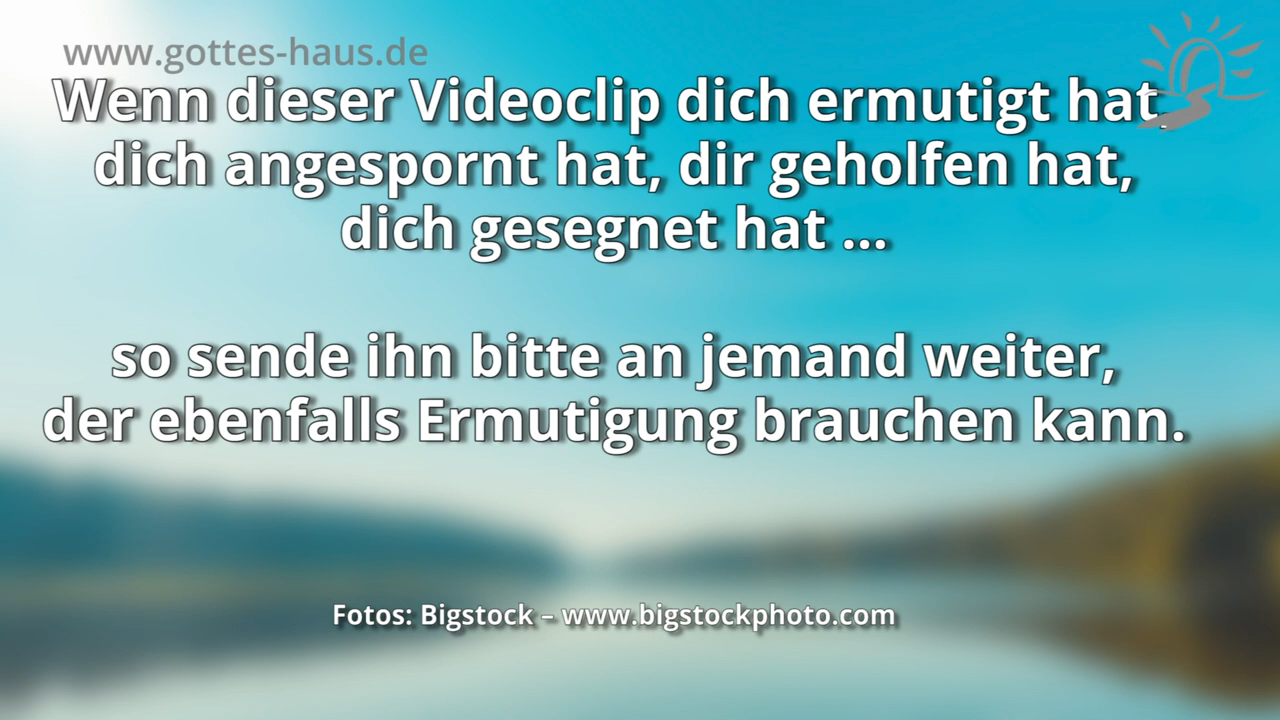 www.gottes-haus.de
Wenn dieser Videoclip dich ermutigt hat,
dich angespornt hat, dir geholfen hat,
dich gesegnet hat ...
so sende ihn bitte an jemand weiter,
der ebenfalls Ermutigung brauchen kann.
Fotos: Bigstock – www.bigstockphoto.com